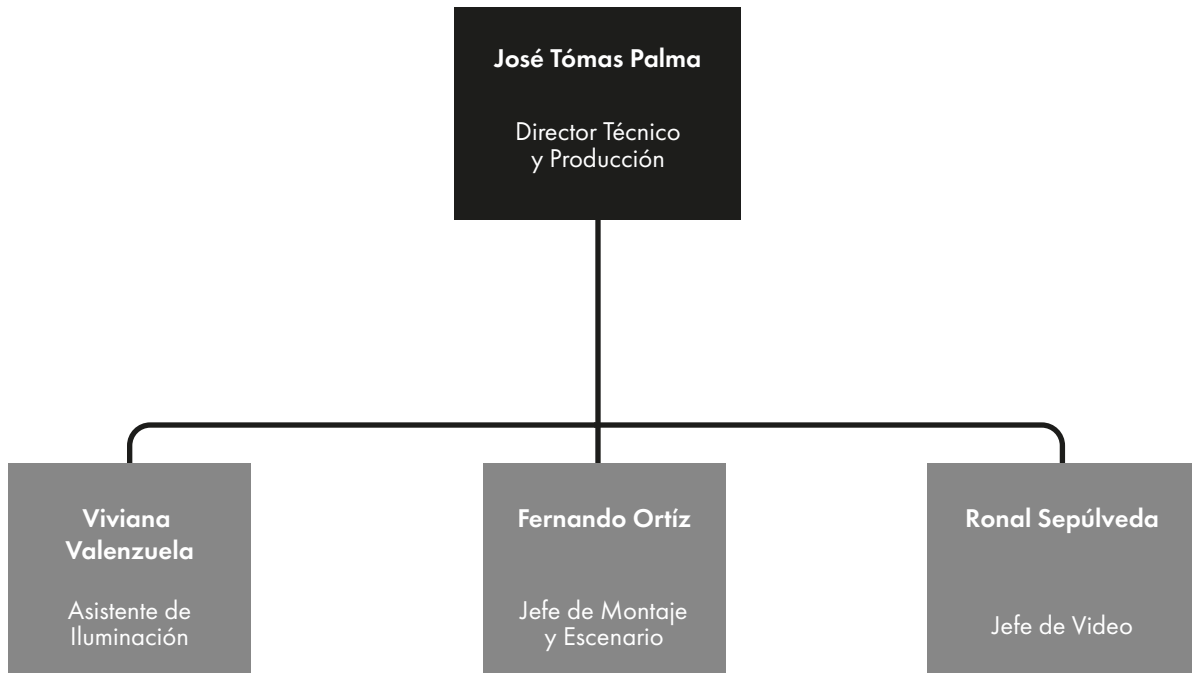 José Tómas Palma
Director Técnico
y Producción
Viviana
Valenzuela
Asistente de
Iluminación
Fernando Ortíz
Jefe de Montaje
y Escenario
Ronal Sepúlveda
Jefe de Video